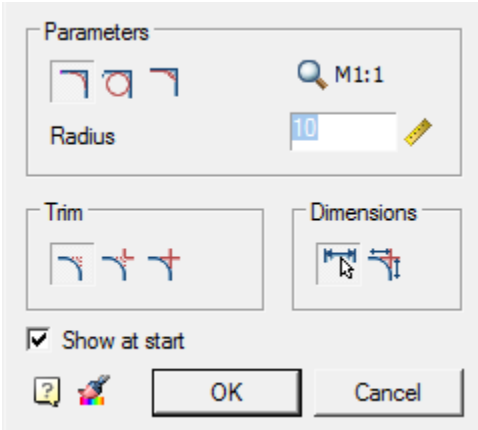 Parameters
M1:1
Radius
10
Trim
Dimensions
Show at start
?
OK
Cancel